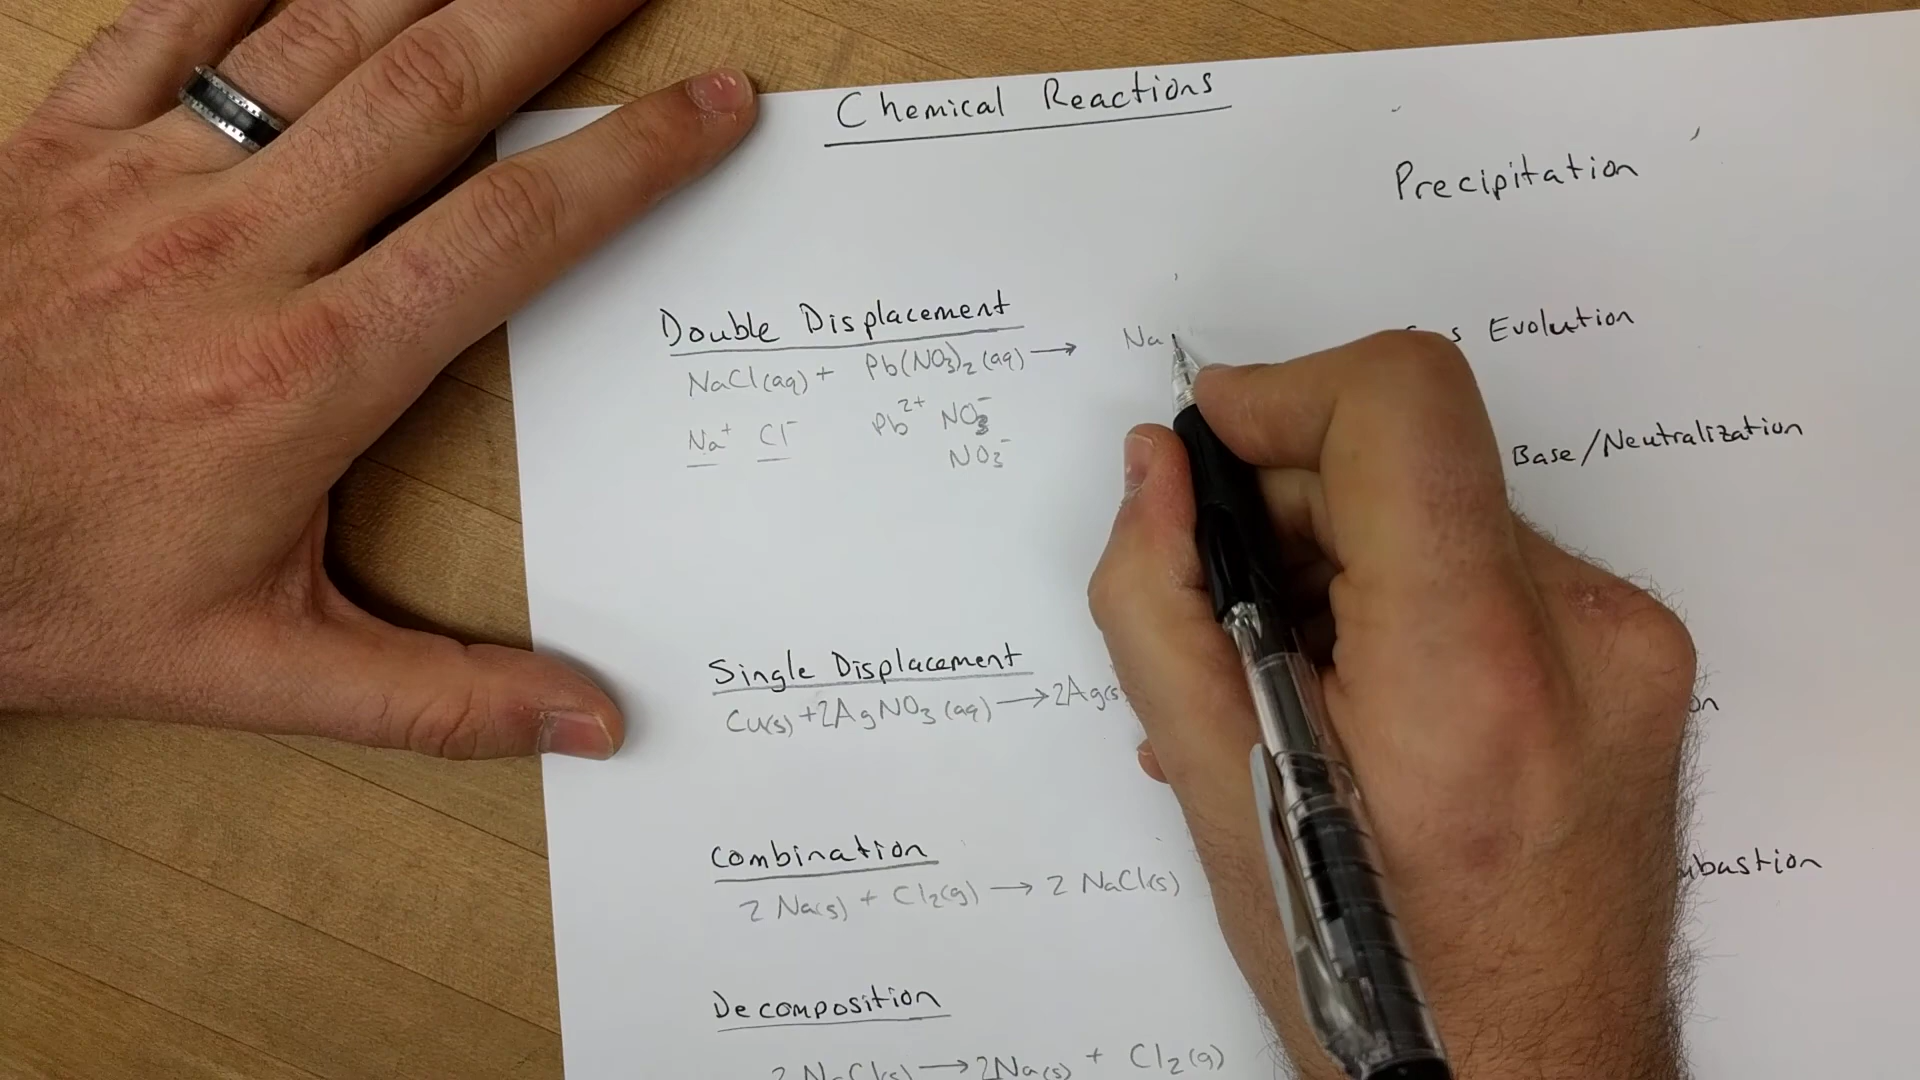 Chemical Reactions
Precipitation
Double Displacement
Evolution
NaCl(aq) + Pb(NO₃)₂(aq) → Na
Na⁺ Cl⁻ Pb²⁺ NO₃⁻
NO₃⁻
Base/Neutralization
Single Displacement
Cu(s) + 2AgNO₃(aq) → 2Ag(s)
Combination
2 Na(s) + Cl₂(g) → 2 NaCl(s)
Decomposition
2 NaCl(s) → 2Na(s) + Cl₂(g)